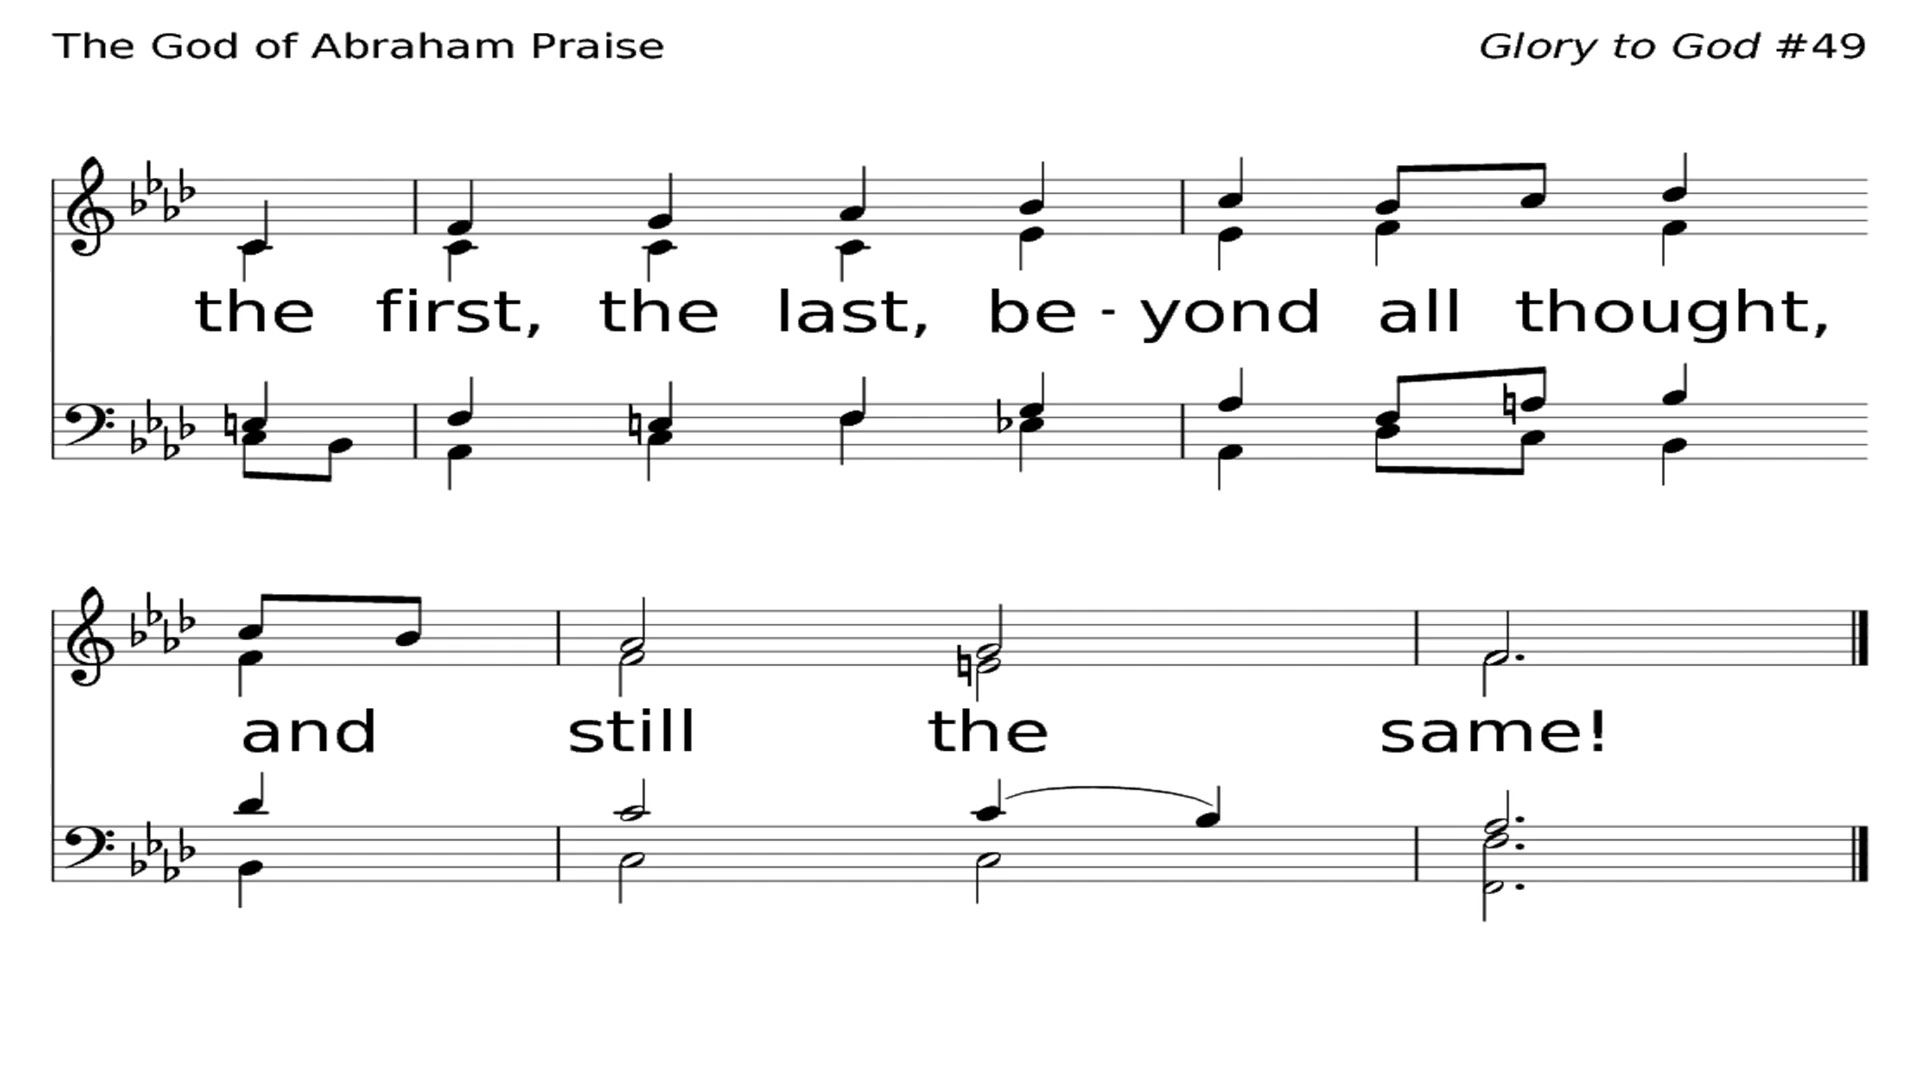 The God of Abraham Praise
Glory to God #49
the first, the last, be - yond all thought,
and still the same!